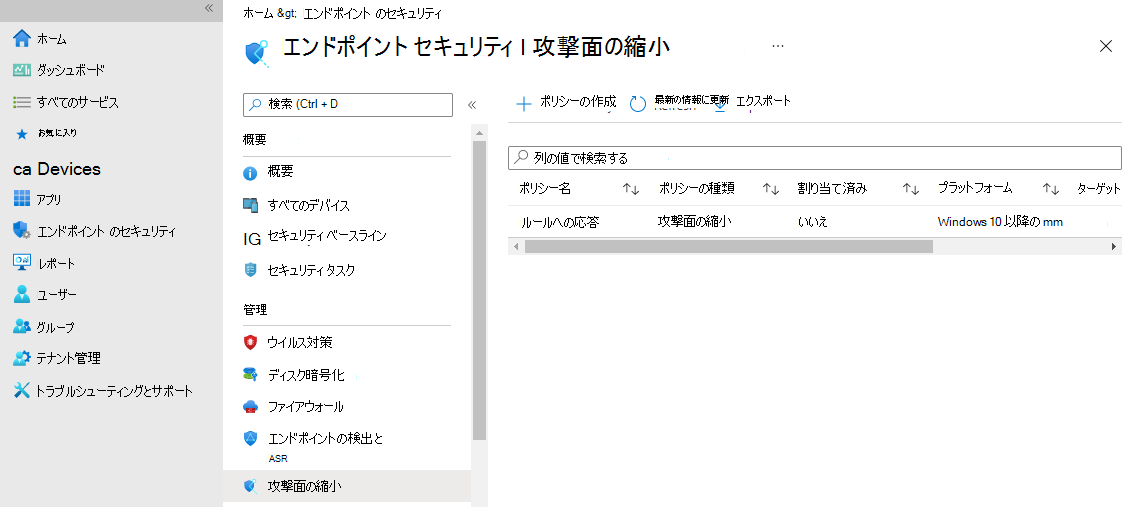 ホーム &gt; エンドポイント のセキュリティ
エンドポイント セキュリティ | 攻撃面の縮小
ホーム
ダッシュボード
すべてのサービス
お気に入り
ca Devices
アプリ
エンドポイント のセキュリティ
レポート
ユーザー
グループ
テナント管理
トラブルシューティングとサポート
検索 (Ctrl + D
概要
概要
すべてのデバイス
IG セキュリティ ベースライン
セキュリティ タスク
管理
ウイルス対策
ディスク暗号化
ファイアウォール
エンドポイントの検出と
ASR
攻撃面の縮小
ポリシーの作成 最新の情報に更新 エクスポート
列の値で検索する
ポリシー名 ポリシーの種類 割り当て済み プラットフォーム ターゲット
ルールへの応答 攻撃面の縮小 いいえ Windows 10 以降の mm